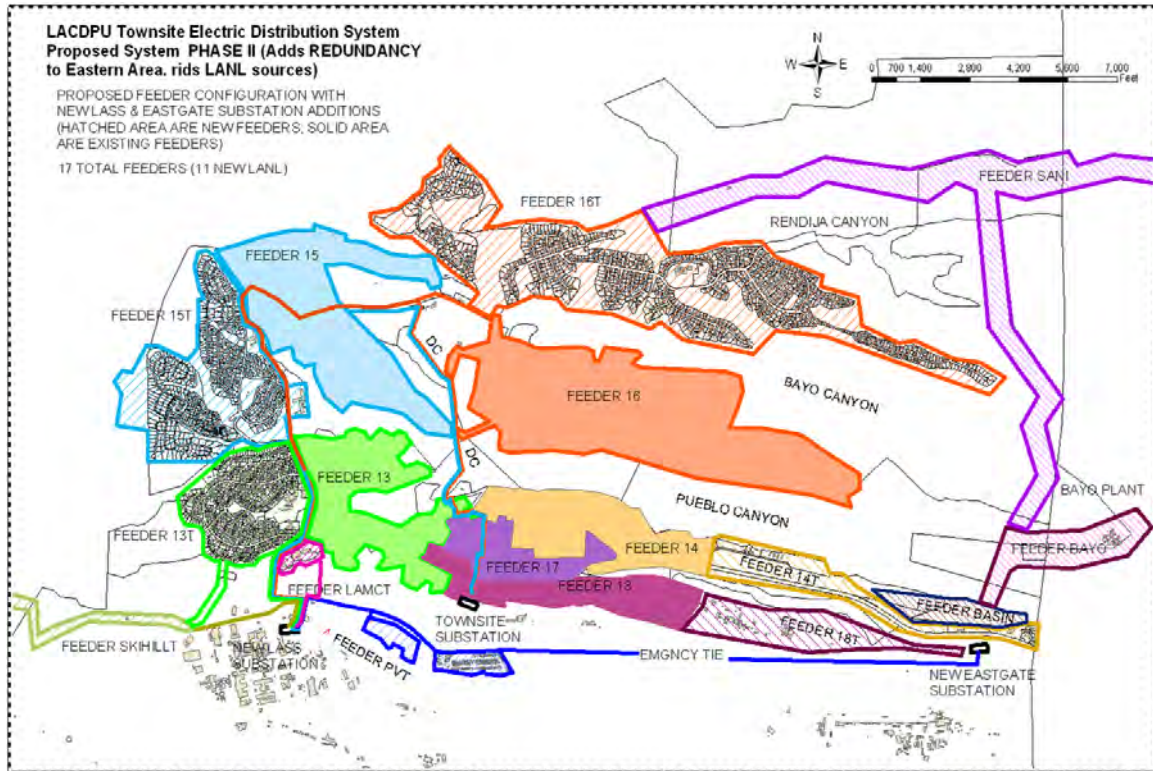 LACDPU Townsite Electric Distribution System
Proposed System PHASE II (Adds REDUNDANCY
to Eastern Area. rids LANL sources)
PROPOSED FEEDER CONFIGURATION WITH
NEW LASS & EASTGATE SUBSTATION ADDITIONS
(HATCHED AREA ARE NEW FEEDERS, SOLID AREA
ARE EXISTING FEEDERS)
17 TOTAL FEEDERS (11 NEW LANL)
N
W E
S
0 700 1,400 2,800 4,200 5,600 7,000
Feet
FEEDER SANI
FEEDER 16T
RENDIJA CANYON
FEEDER 15
FEEDER 15T
DC
BAYO CANYON
FEEDER 16
DC
FEEDER 13
BAYO PLANT
PUEBLO CANYON
FEEDER 13T
FEEDER 14
FEEDER BAYO
FEEDER 17
FEEDER 14T
FEEDER LAMCT
FEEDER 18
FEEDER BASIN
TOWNSITE
SUBSTATION
FEEDER 18T
FEEDER SKIHILLT
NEW LASS
SUBSTATION
FEEDER PVT
EMGNCY TIE
NEW EASTGATE
SUBSTATION